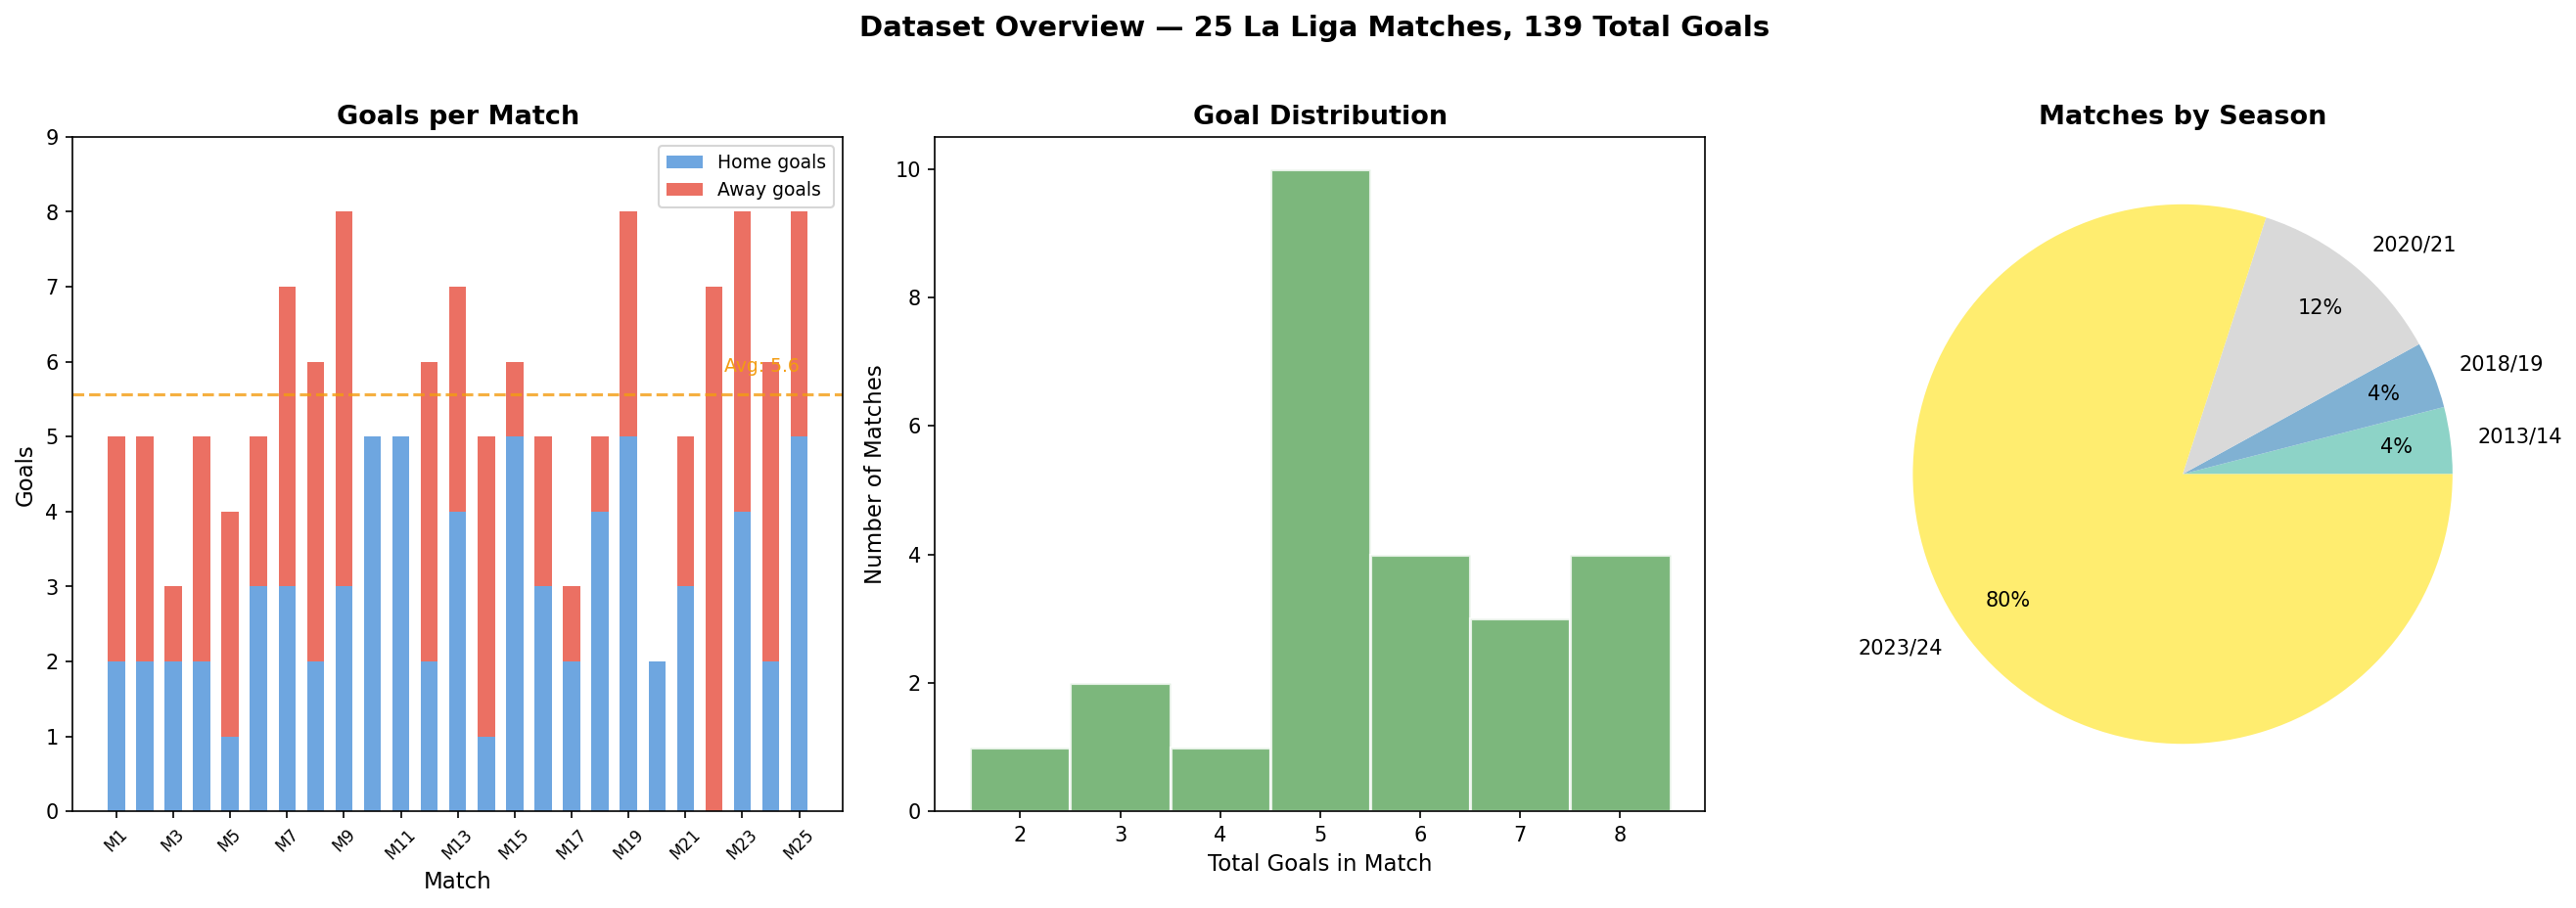 Dataset Overview — 25 La Liga Matches, 139 Total Goals
Goals per Match
9
8
7
6
5
4
3
2
1
0
Goals
Home goals
Away goals
Avg: 5.6
M1 M3 M5 M7 M9 M11 M13 M15 M17 M19 M21 M23 M25
Match
Goal Distribution
10
8
6
4
2
0
Number of Matches
2 3 4 5 6 7 8
Total Goals in Match
Matches by Season
2020/21
12%
2018/19
4%
2013/14
4%
80%
2023/24